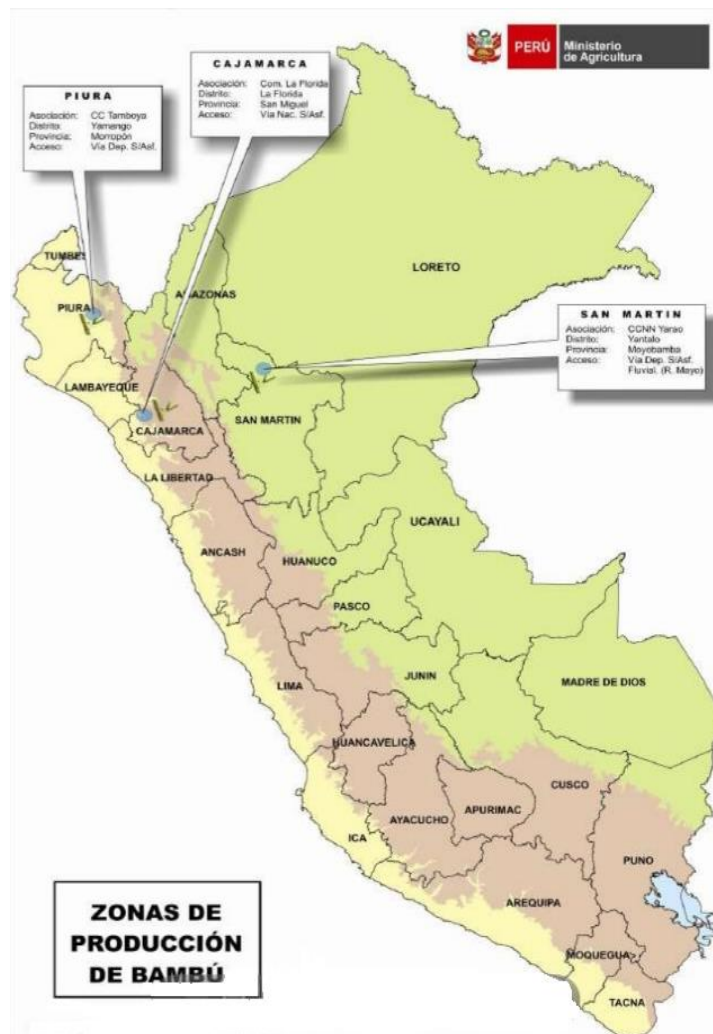 PERÚ
Ministerio
de Agricultura
CAJAMARCA
Asociación: Com. La Florida
Distrito: La Florida
Provincia: San Miguel
Acceso: Vía Nac. S/Asf.
PIURA
Asociación: CC Tamboya
Distrito: Yamango
Provincia: Morropón
Acceso: Vía Dep. S/Asf.
SAN MARTIN
Asociación: CCNN Yarao
Distrito: Yantalo
Provincia: Moyobamba
Acceso: Vía Dep. S/Asf.
Fluvial. (R. Mayo)
TUMBES
LORETO
AMAZONAS
PIURA
LAMBAYEQUE
CAJAMARCA
SAN MARTIN
LA LIBERTAD
UCAYALI
ANCASH
HUANUCO
PASCO
JUNIN
MADRE DE DIOS
LIMA
HUANCAVELICA
CUSCO
AYACUCHO
APURIMAC
ICA
PUNO
AREQUIPA
MOQUEGUA
TACNA
ZONAS DE
PRODUCCIÓN
DE BAMBÚ